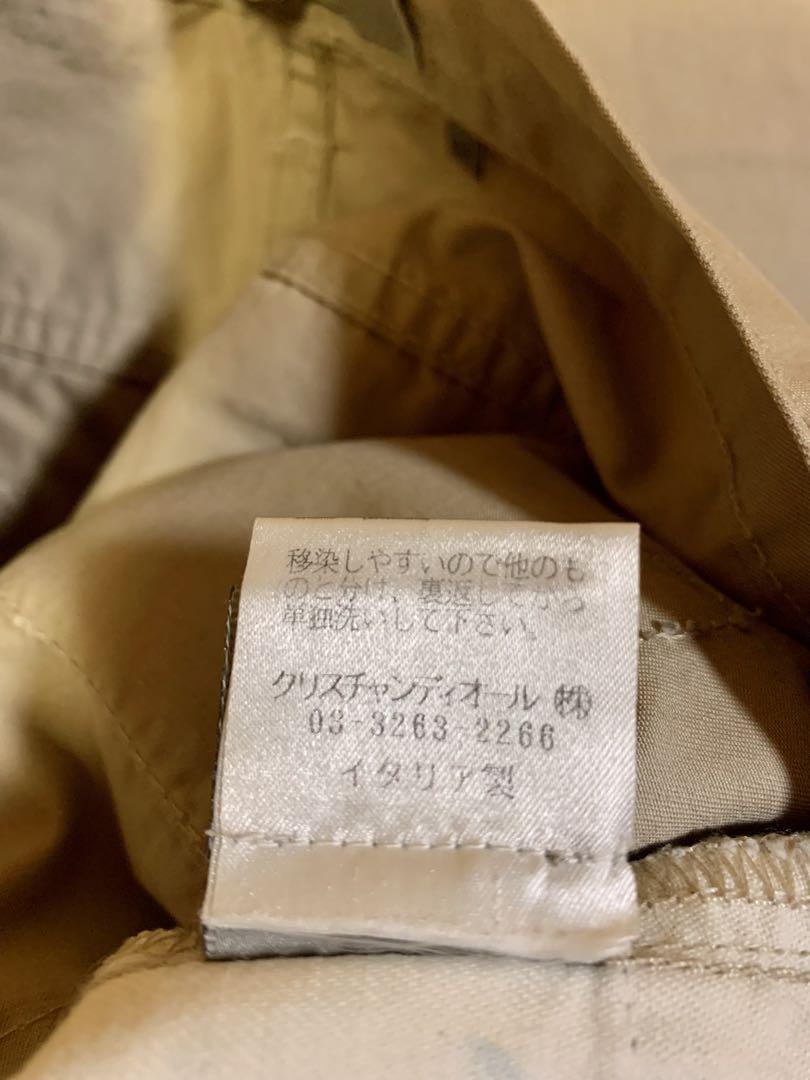 移染しやすいので他のも
のと分け、裏返してから
単独洗いして下さい。
クリスチャンディオール㈱
03-3263-2266
イタリア製